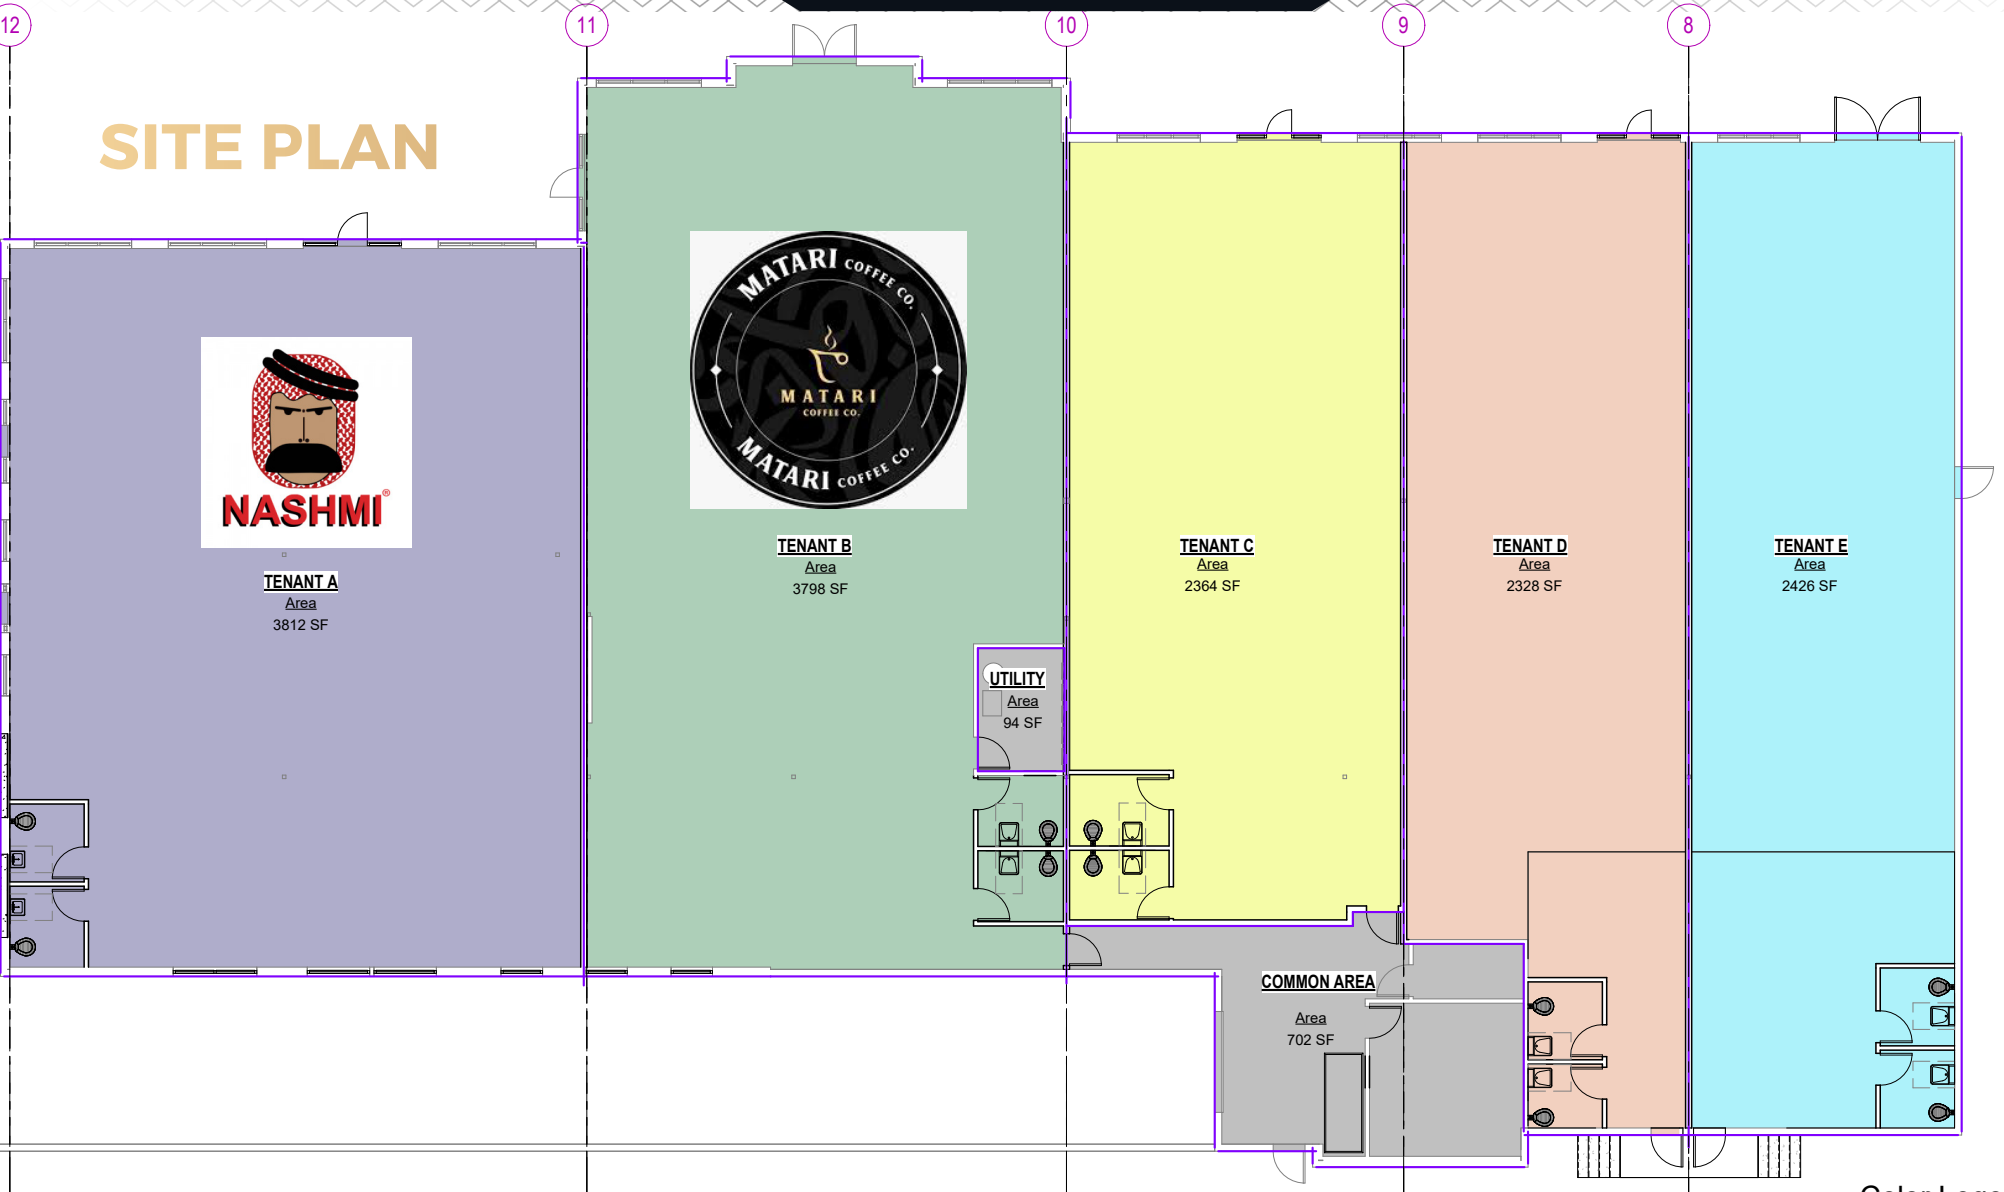 12
11
10
9
8
SITE PLAN
MATARI COFFEE CO.
MATARI
COFFEE CO.
MATARI COFFEE CO.
NASHMI®
TENANT A
Area
3812 SF
TENANT B
Area
3798 SF
TENANT C
Area
2364 SF
TENANT D
Area
2328 SF
TENANT E
Area
2426 SF
UTILITY
Area
94 SF
COMMON AREA
Area
702 SF